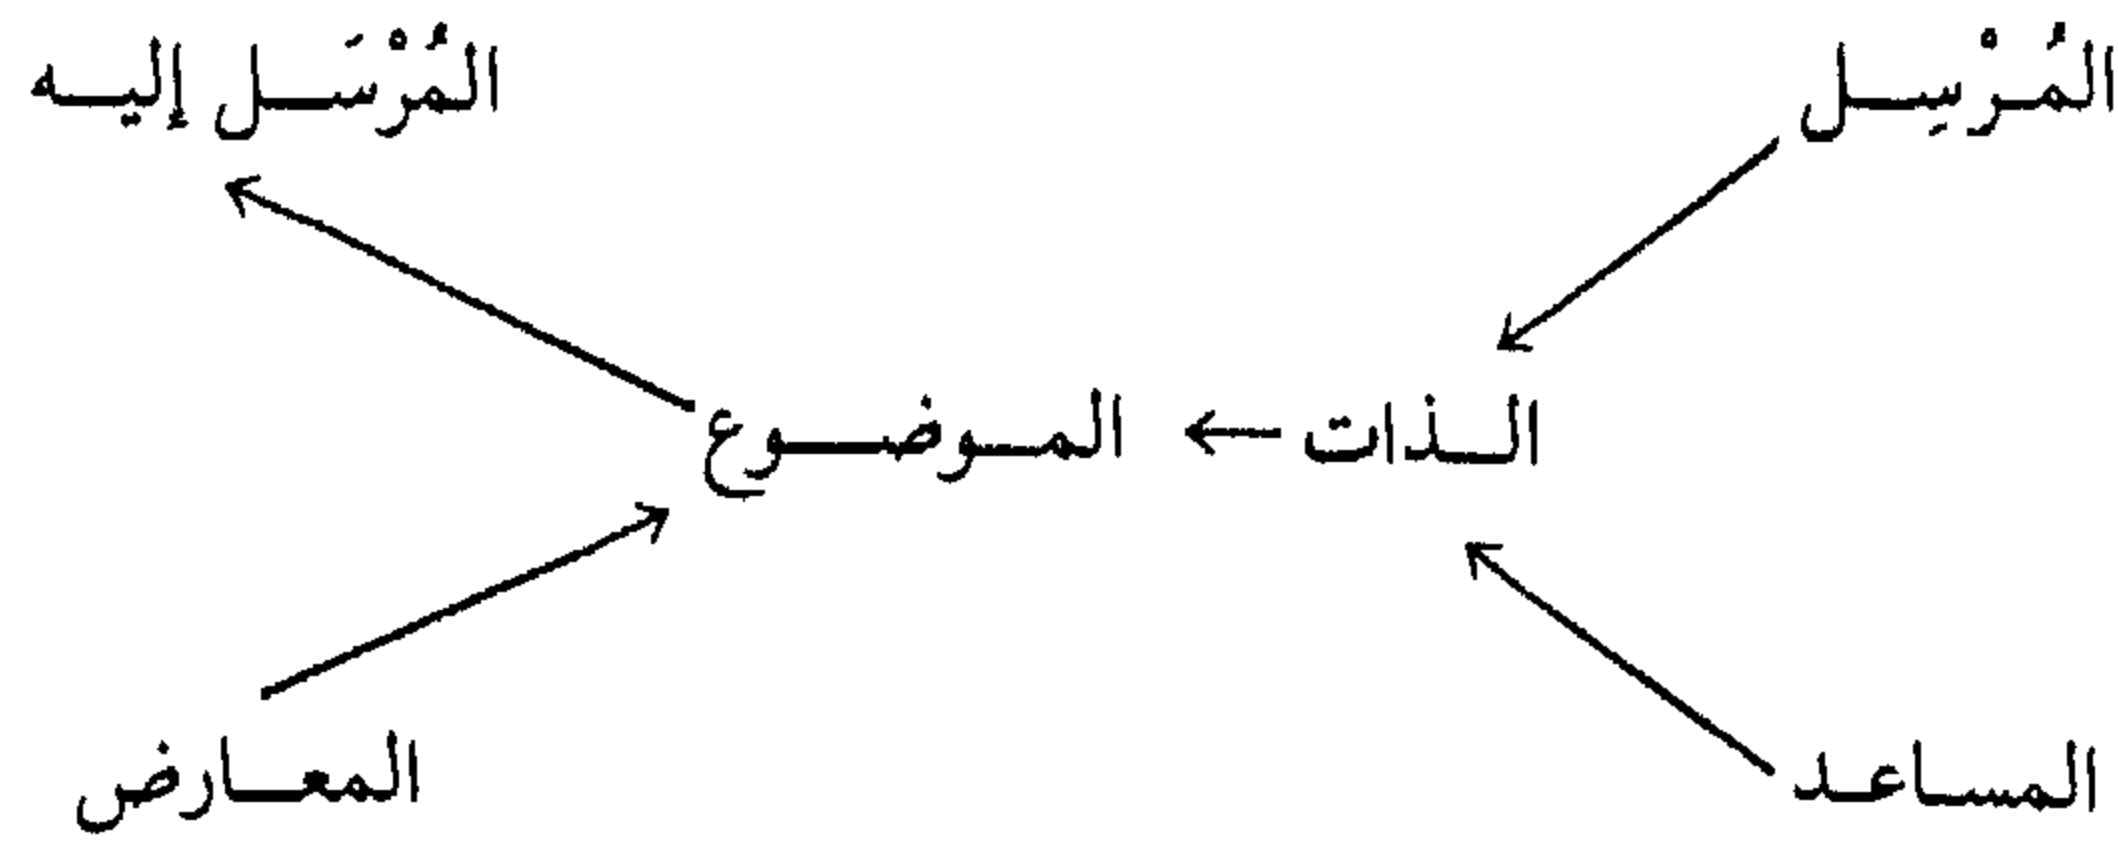 المُرْسِل المُرْسَل إليه
الذات ← الموضوع
المساعد المعارض